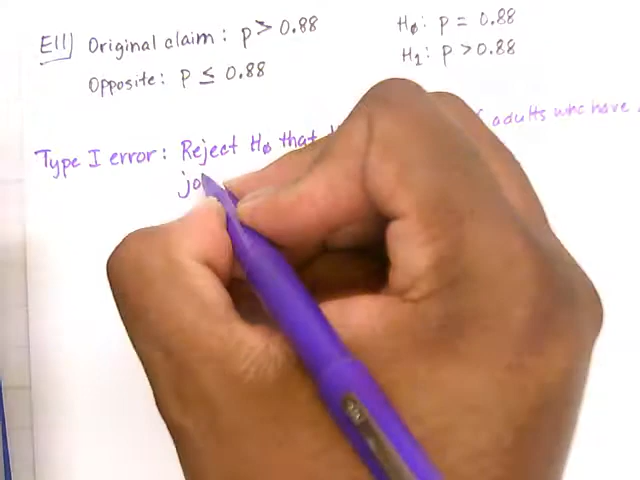 E11 Original claim: p > 0.88
Opposite: p ≤ 0.88
H₀: p = 0.88
H₁: p > 0.88
Type I error: Reject H₀ that adults who have
jo